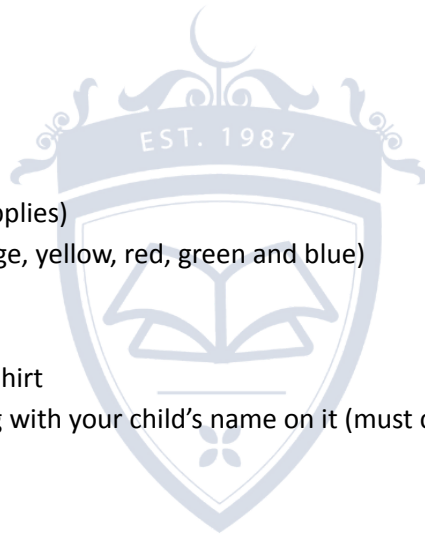 EST. 1987
pplies)
ge, yellow, red, green and blue)
hirt
with your child's name on it (must